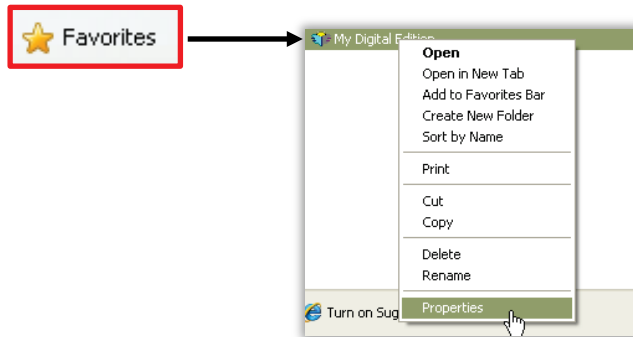 Favorites
My Digital Edition
Open
Open in New Tab
Add to Favorites Bar
Create New Folder
Sort by Name
Print
Cut
Copy
Delete
Rename
Properties
Turn on Sug